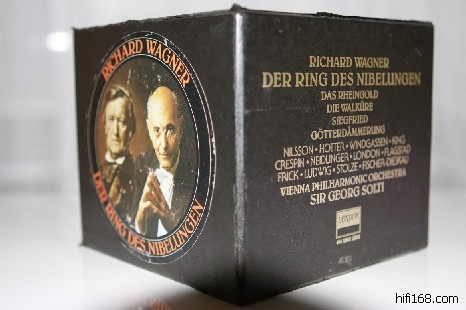 RICHARD WAGNER
DER RING DES NIBELUNGEN
RICHARD WAGNER
DER RING DES NIBELUNGEN
DAS RHEINGOLD
DIE WALKÜRE
SIEGFRIED
GÖTTERDÄMMERUNG
NILSSON · HOTTER · WINDGASSEN · KING
CRESPIN · NEIDLINGER · LONDON · FLAGSTAD
FRICK · LUDWIG · STOLZE · FISCHER-DIESKAU
VIENNA PHILHARMONIC ORCHESTRA
SIR GEORG SOLTI
LONDON
hifi168.com